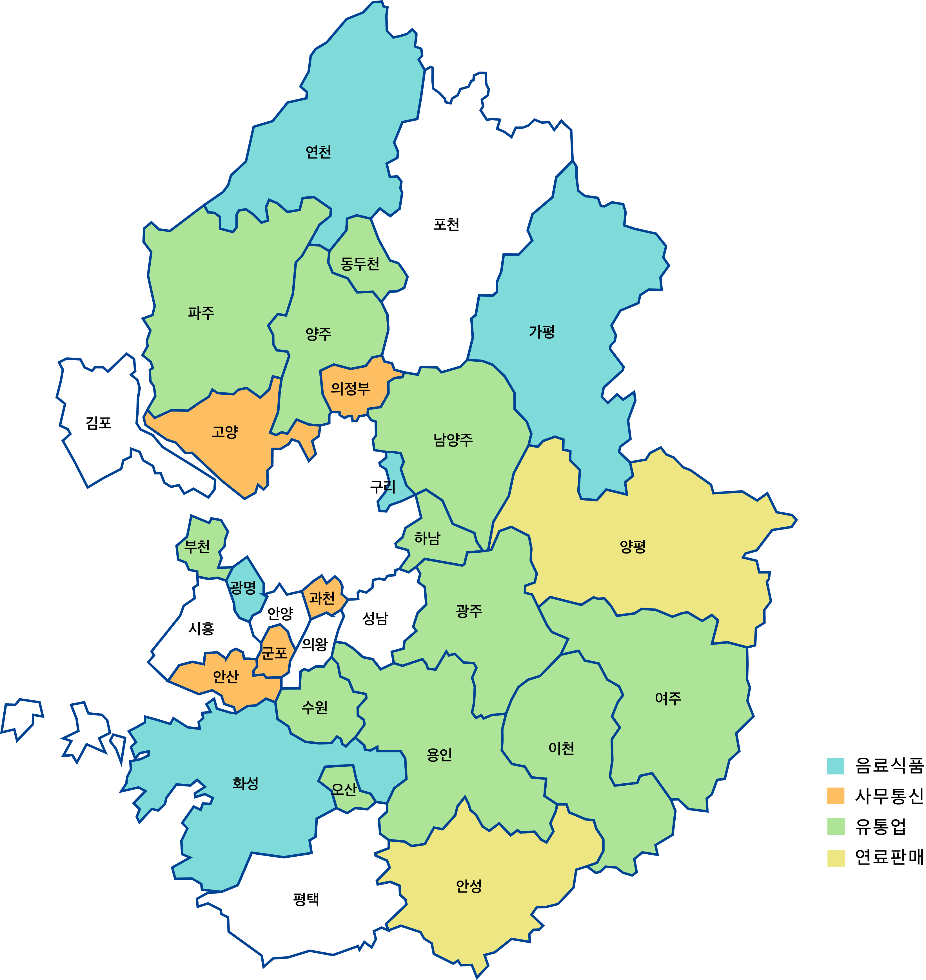 연천
포천
동두천
파주
양주
가평
의정부
김포
고양
남양주
구리
하남
부천
양평
광명
과천
안양
광주
성남
시흥
의왕
군포
안산
여주
수원
이천
용인
화성
오산
안성
평택
음료식품
사무통신
유통업
연료판매